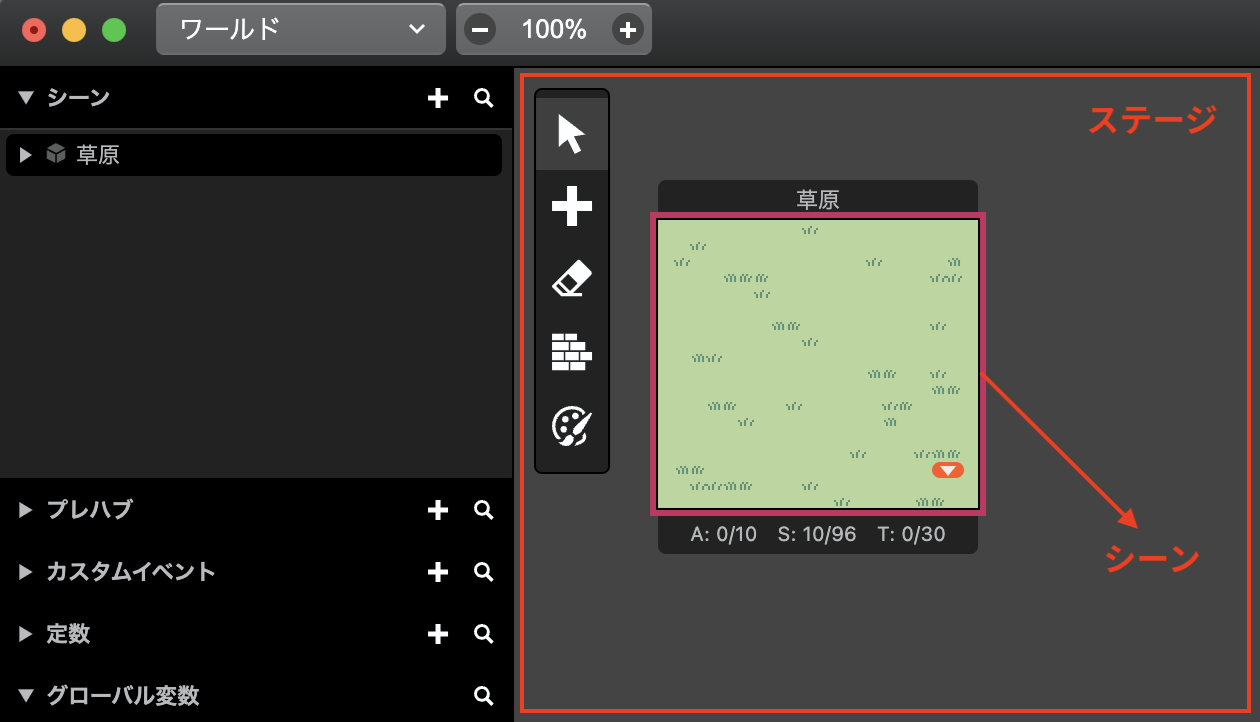 ワールド
100%
シーン
草原
プレハブ
カスタムイベント
定数
グローバル変数
ステージ
草原
A: 0/10 S: 10/96 T: 0/30
シーン